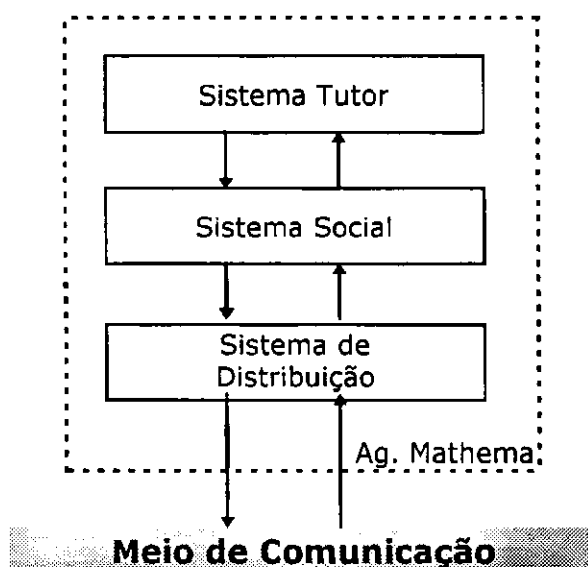 Sistema Tutor
Sistema Social
Sistema de
Distribuição
Ag. Mathema
Meio de Comunicação